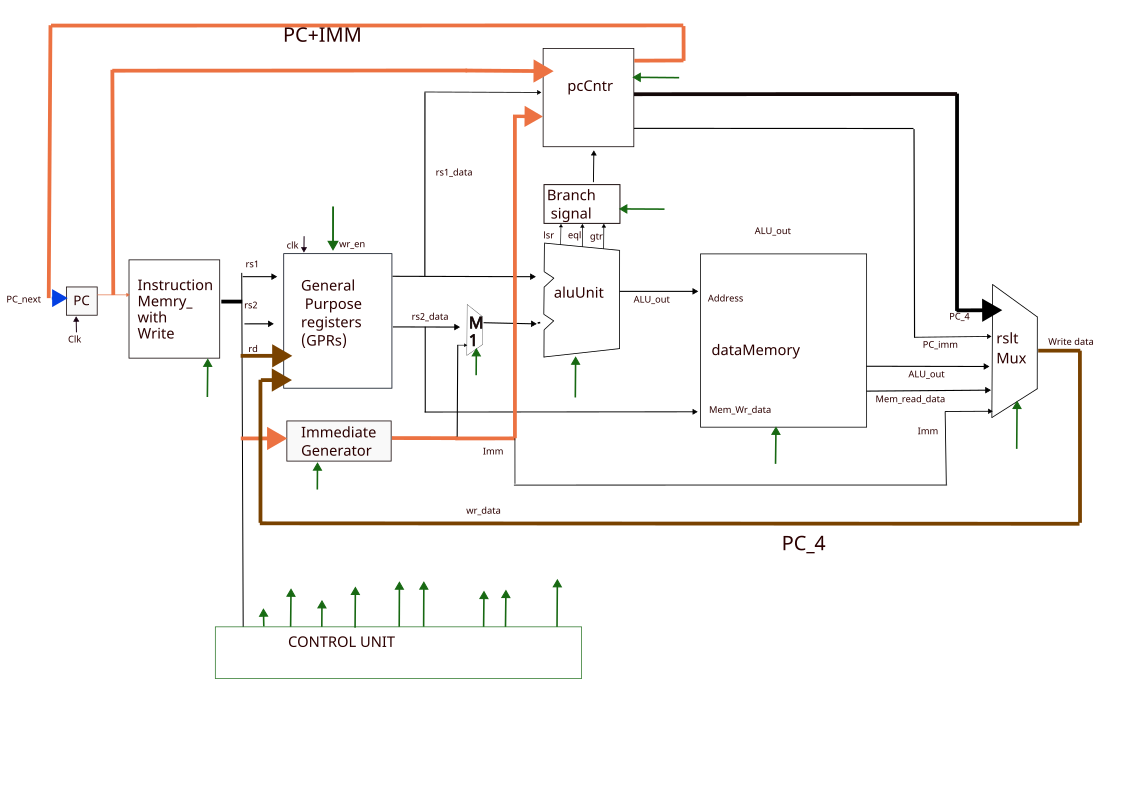 PC+IMM
pcCntr
rs1_data
Branch
signal
lsr
eql
gtr
ALU_out
clk
wr_en
rs1
rs2
rd
Instruction
Memry_
with
Write
PC_next
PC
Clk
General
Purpose
registers
(GPRs)
rs2_data
M
1
aluUnit
ALU_out
Address
dataMemory
Mem_Wr_data
PC_4
PC_imm
ALU_out
Mem_read_data
Imm
rslt
Mux
Write data
Immediate
Generator
Imm
wr_data
PC_4
CONTROL UNIT